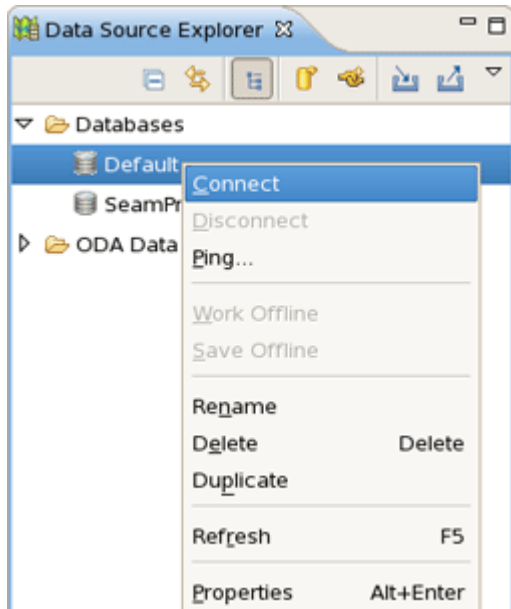 Data Source Explorer
Databases
Default
SeamPr
ODA Data
Connect
Disconnect
Ping...
Work Offline
Save Offline
Rename
Delete Delete
Duplicate
Refresh F5
Properties Alt+Enter